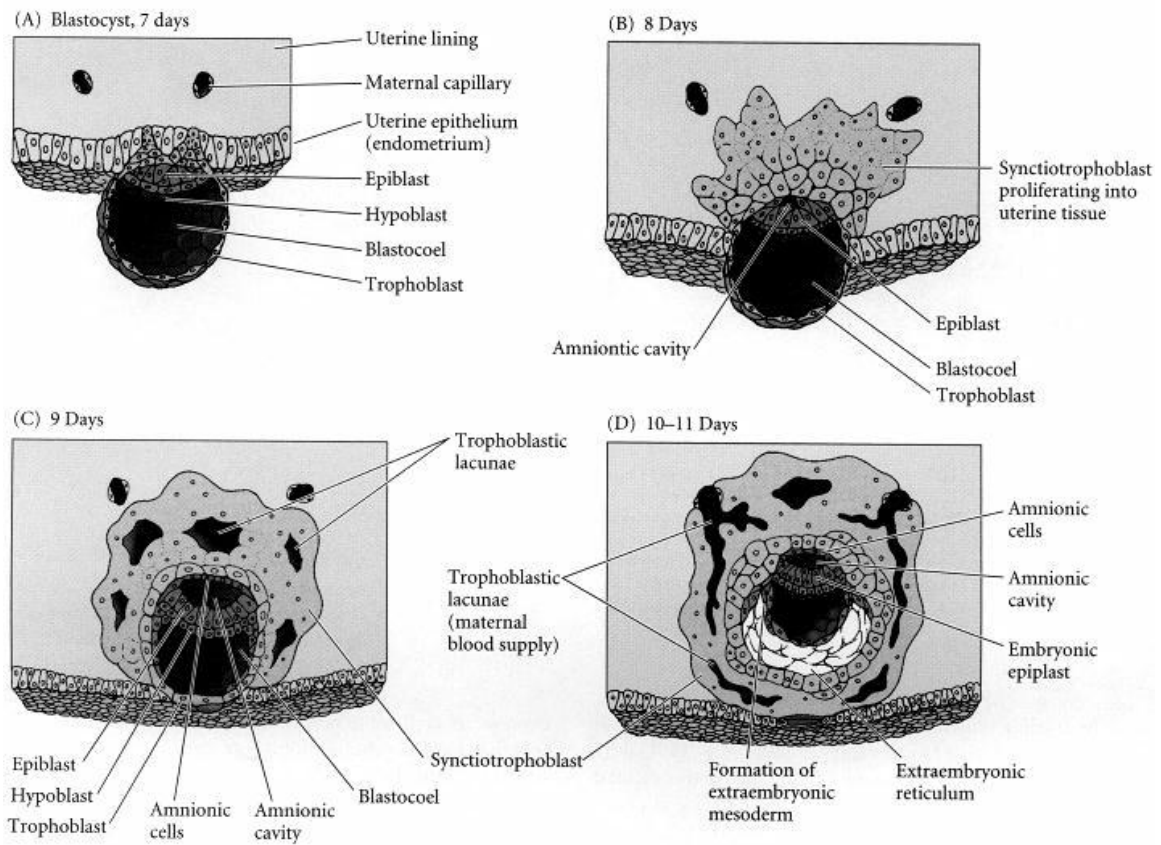 (A) Blastocyst, 7 days
Uterine lining
Maternal capillary
Uterine epithelium
(endometrium)
Epiblast
Hypoblast
Blastocoel
Trophoblast
(B) 8 Days
Synctiotrophoblast
proliferating into
uterine tissue
Epiblast
Amniontic cavity
Blastocoel
Trophoblast
(C) 9 Days
Trophoblastic
lacunae
Epiblast
Hypoblast
Trophoblast
Amnionic
cells
Amnionic
cavity
Blastocoel
Synctiotrophoblast
(D) 10–11 Days
Trophoblastic
lacunae
(maternal
blood supply)
Amnionic
cells
Amnionic
cavity
Embryonic
epiplast
Formation of
extraembryonic
mesoderm
Extraembryonic
reticulum